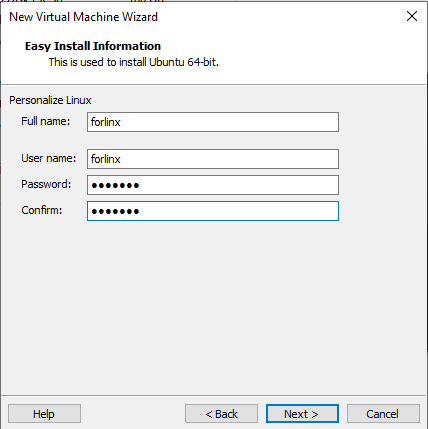 New Virtual Machine Wizard
Easy Install Information
This is used to install Ubuntu 64-bit.
Personalize Linux
Full name: forlinx
User name: forlinx
Password: ●●●●●●●
Confirm: ●●●●●●●
Help < Back Next > Cancel